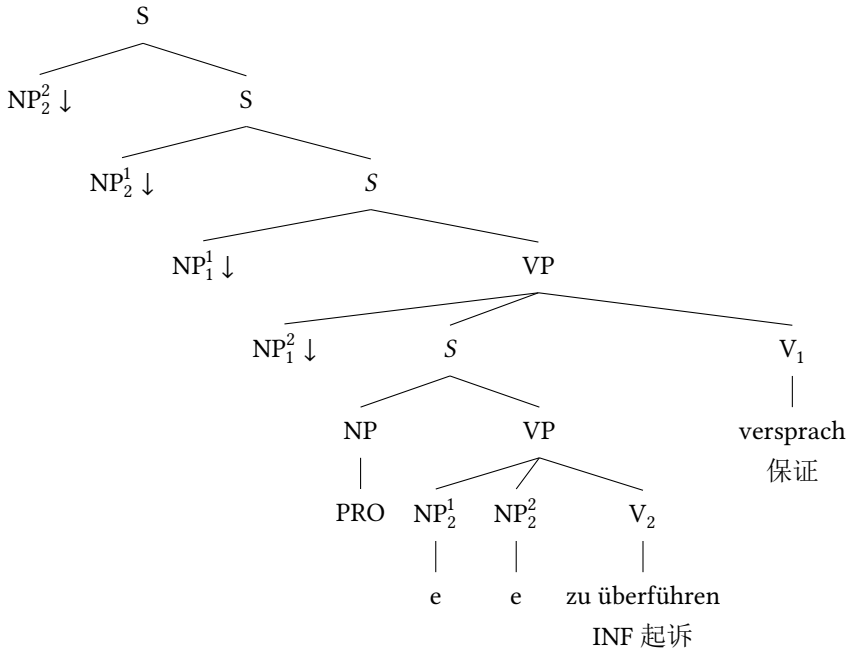 S
NP²₂↓ S
NP¹₂↓ S
NP¹₁↓ VP
NP²₁↓ S V₁
NP VP versprach
保证
PRO NP¹₂ NP²₂ V₂
e e zu überführen
INF 起诉